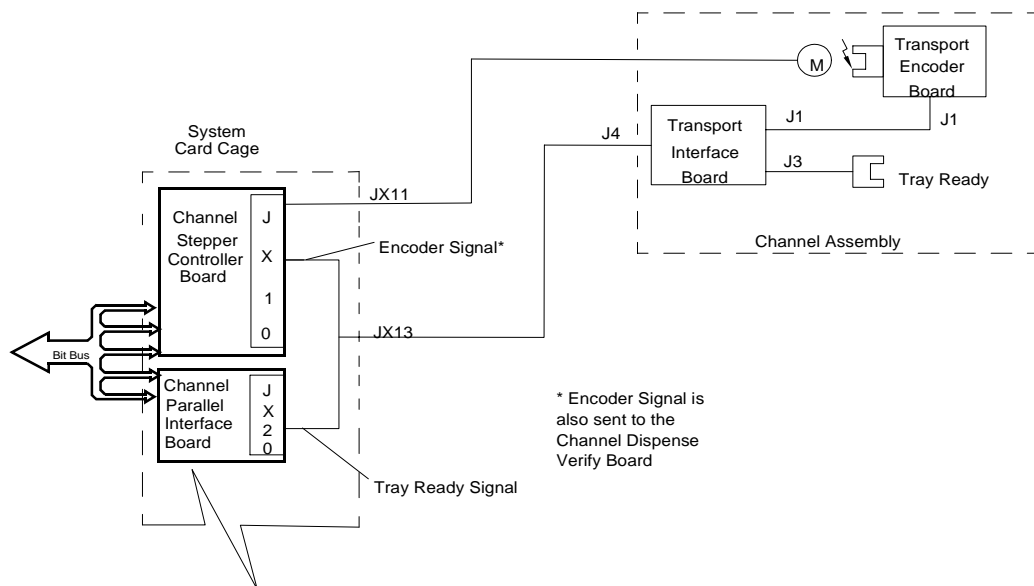 Transport
Encoder
Board
M
J1
J1
J4
Transport
Interface
Board
J3
Tray Ready
Channel Assembly
System
Card Cage
JX11
Channel
Stepper
Controller
Board
J
X
1
0
Encoder Signal*
JX13
Bit Bus
Channel
Parallel
Interface
Board
J
X
2
0
Tray Ready Signal
* Encoder Signal is
also sent to the
Channel Dispense
Verify Board